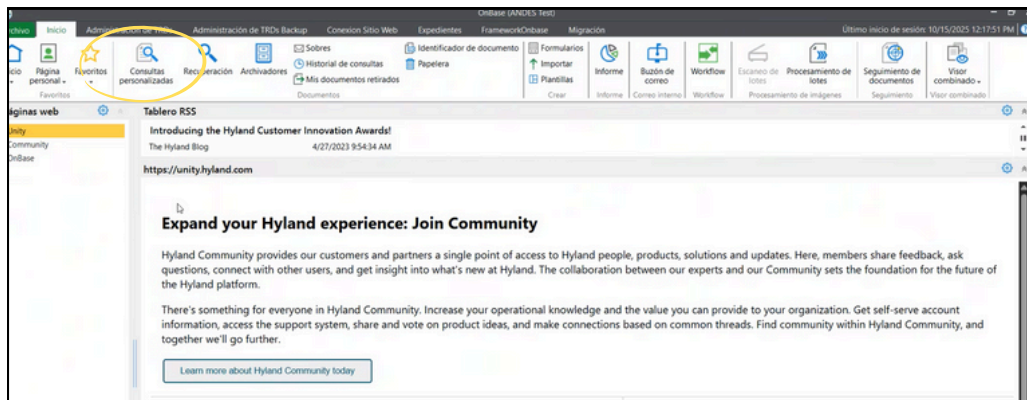 OnBase (ANDES Test)
Archivo Inicio Administración de TRDs Administración de TRDs Backup Conexion Sitio Web Expedientes FrameworkOnbase Migración Último inicio de sesión: 10/15/2025 12:17:51 PM
Página personal Favoritos Consultas personalizadas Recuperación Archivadores
Sobres
Historial de consultas
Mis documentos retirados
Identificador de documento
Papelera
Formularios
Importar
Plantillas
Informe Buzón de correo Workflow Escaneo de lotes Procesamiento de lotes Seguimiento de documentos Visor combinado
Favoritos Documentos Crear Informe Correo interno Workflow Procesamiento de imágenes Seguimiento Visor combinado
áginas web
Unity
Community
OnBase
Tablero RSS
Introducing the Hyland Customer Innovation Awards!
The Hyland Blog 4/27/2023 9:54:34 AM
https://unity.hyland.com
Expand your Hyland experience: Join Community
Hyland Community provides our customers and partners a single point of access to Hyland people, products, solutions and updates. Here, members share feedback, ask
questions, connect with other users, and get insight into what's new at Hyland. The collaboration between our experts and our Community sets the foundation for the future of
the Hyland platform.
There's something for everyone in Hyland Community. Increase your operational knowledge and the value you can provide to your organization. Get self-serve account
information, access the support system, share and vote on product ideas, and make connections based on common threads. Find community within Hyland Community, and
together we'll go further.
Learn more about Hyland Community today